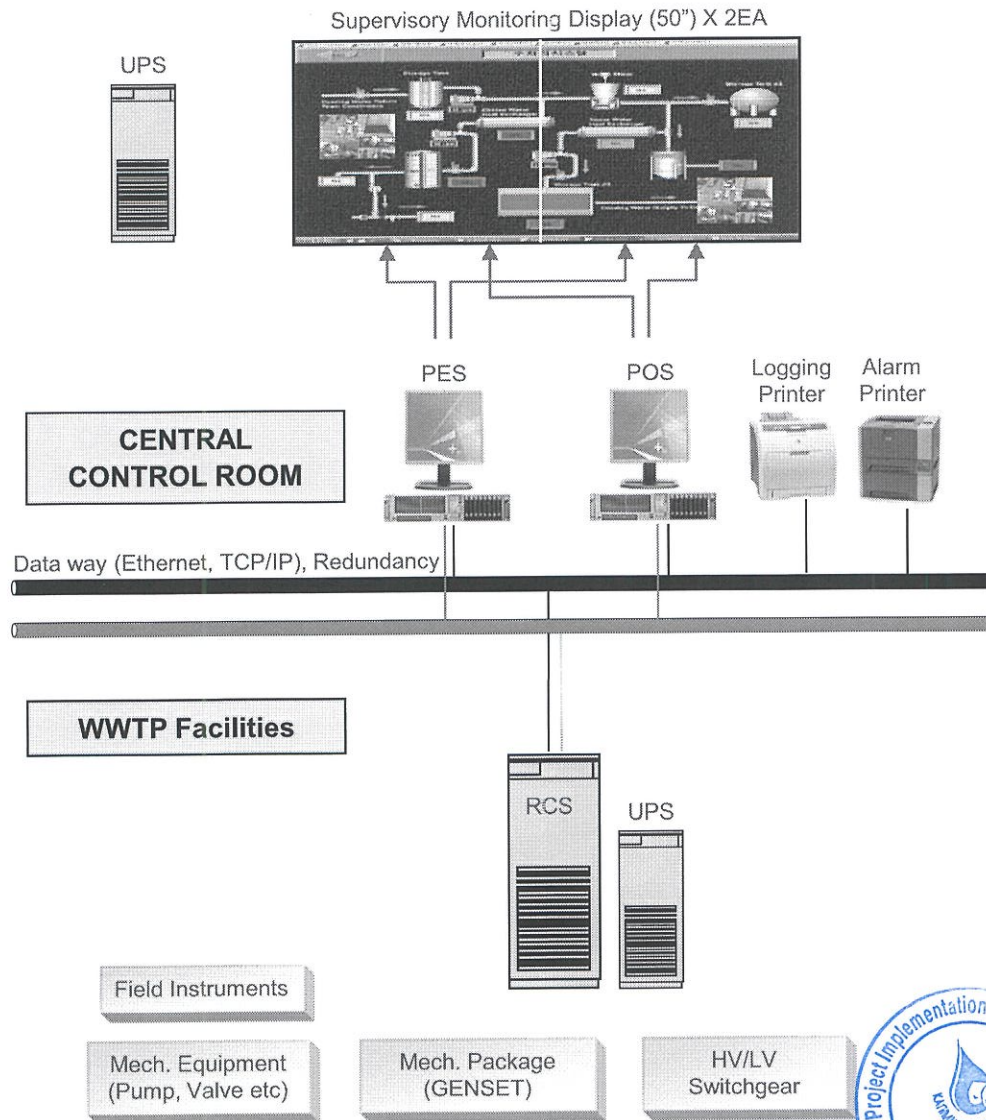 Supervisory Monitoring Display (50”) X 2EA
UPS
Storage Tank
PES
POS
Logging
Printer
Alarm
Printer
CENTRAL
CONTROL ROOM
Data way (Ethernet, TCP/IP), Redundancy
WWTP Facilities
RCS
UPS
Field Instruments
Mech. Equipment
(Pump, Valve etc)
Mech. Package
(GENSET)
HV/LV
Switchgear
Project Implementation